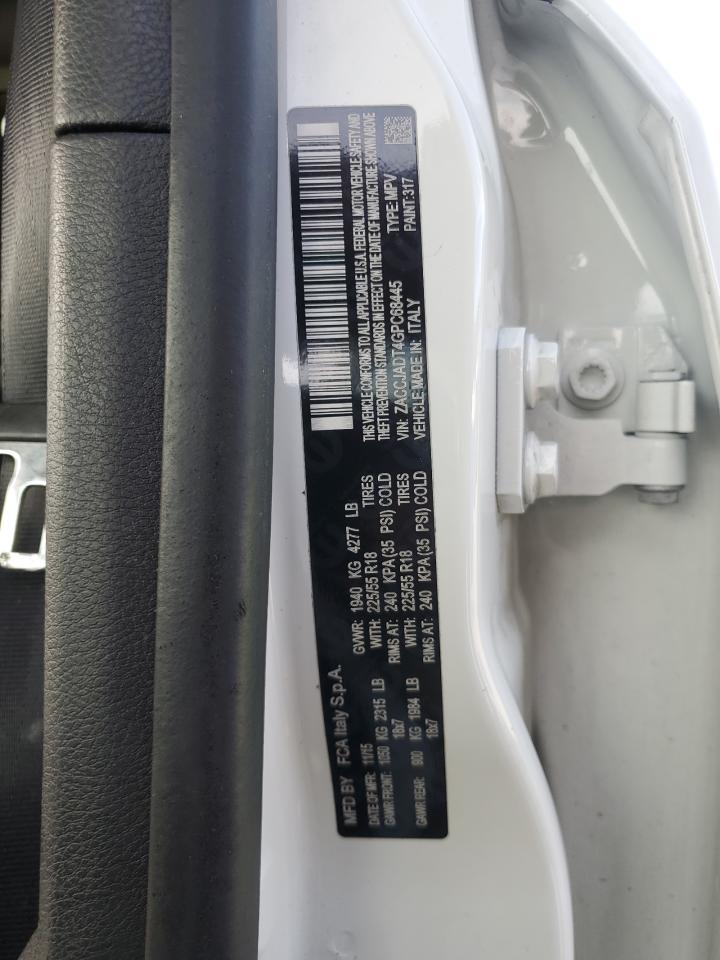 MFD BY FCA Italy S.p.A.
DATE OF MFR: 11/15 GVWR: 1940 KG 4277 LB
GAWR FRONT: 1050 KG 2315 LB WITH: 225/55 R18 TIRES
18x7 RIMS AT: 240 KPA(35 PSI) COLD
GAWR REAR: 900 KG 1984 LB WITH: 225/55 R18 TIRES
18x7 RIMS AT: 240 KPA(35 PSI) COLD
THIS VEHICLE CONFORMS TO ALL APPLICABLE U.S.A. FEDERAL MOTOR VEHICLE SAFETY AND
THEFT PREVENTION STANDARDS IN EFFECT ON THE DATE OF MANUFACTURE SHOWN ABOVE
VIN: ZACCJADT4GPC68445 TYPE: MPV
VEHICLE MADE IN: ITALY PAINT: 317